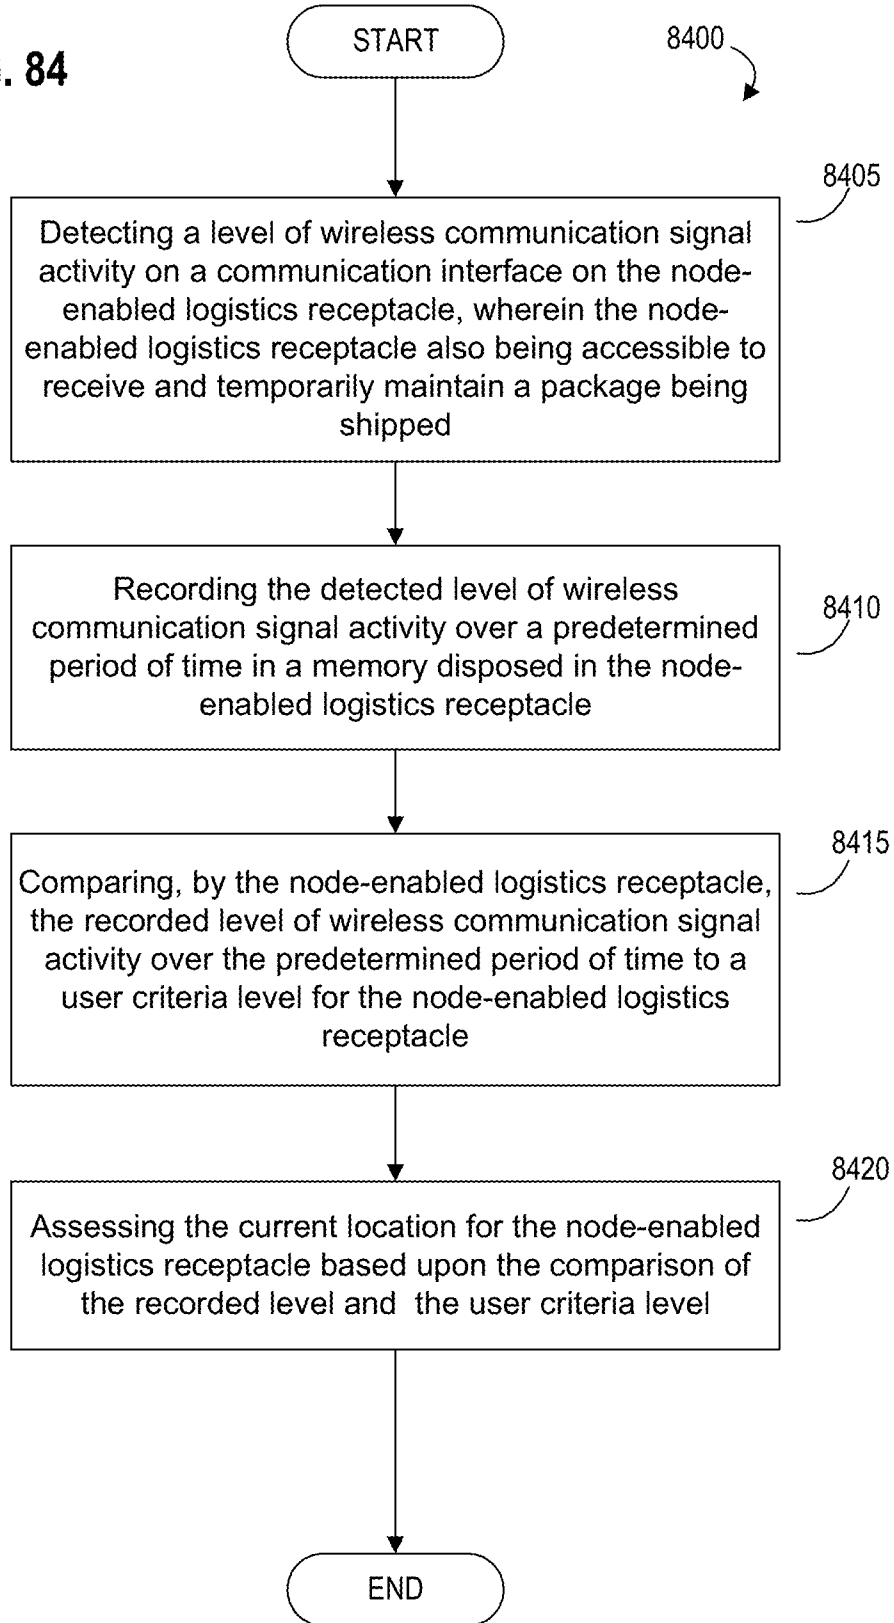 . 84
START
8400
8405
Detecting a level of wireless communication signal
activity on a communication interface on the node-
enabled logistics receptacle, wherein the node-
enabled logistics receptacle also being accessible to
receive and temporarily maintain a package being
shipped
8410
Recording the detected level of wireless
communication signal activity over a predetermined
period of time in a memory disposed in the node-
enabled logistics receptacle
8415
Comparing, by the node-enabled logistics receptacle,
the recorded level of wireless communication signal
activity over the predetermined period of time to a
user criteria level for the node-enabled logistics
receptacle
8420
Assessing the current location for the node-enabled
logistics receptacle based upon the comparison of
the recorded level and the user criteria level
END